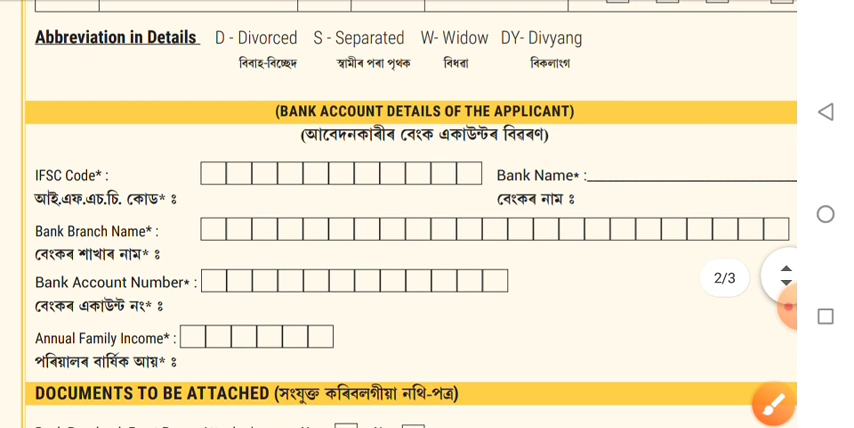 Abbreviation in Details D - Divorced S - Separated W- Widow DY- Divyang
বিবাহ-বিচ্ছেদ স্বামীৰ পৰা পৃথক বিধৱা বিকলাংগ
(BANK ACCOUNT DETAILS OF THE APPLICANT)
(আবেদনকাৰীৰ বেংক একাউন্টৰ বিৱৰণ)
IFSC Code* : Bank Name* :
আই.এফ.এচ.চি. কোড* ঃ বেংকৰ নাম ঃ
Bank Branch Name* :
বেংকৰ শাখাৰ নাম* ঃ
Bank Account Number* :
বেংকৰ একাউন্ট নং* ঃ
2/3
Annual Family Income* :
পৰিয়ালৰ বাৰ্ষিক আয়* ঃ
DOCUMENTS TO BE ATTACHED (সংযুক্ত কৰিবলগীয়া নথি-পত্ৰ)